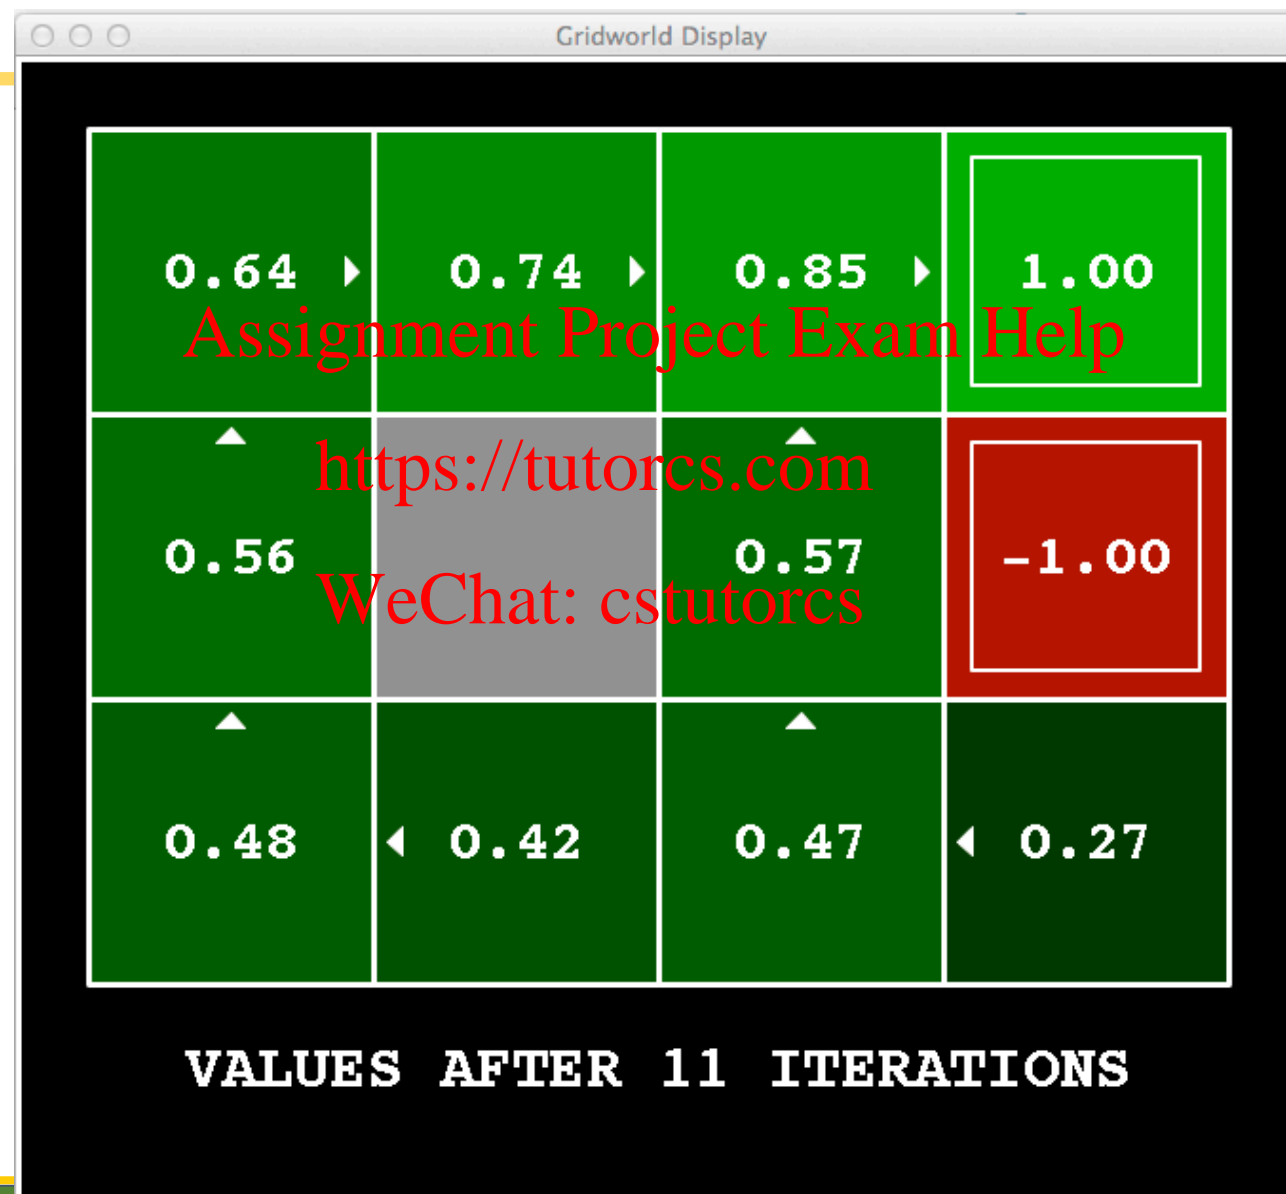 Gridworld Display
0.64 0.74 0.85 1.00
Assignment Project Exam Help
https://tutorcs.com
0.56 0.57 -1.00
WeChat: cstutorcs
0.48 0.42 0.47 0.27
VALUES AFTER 11 ITERATIONS